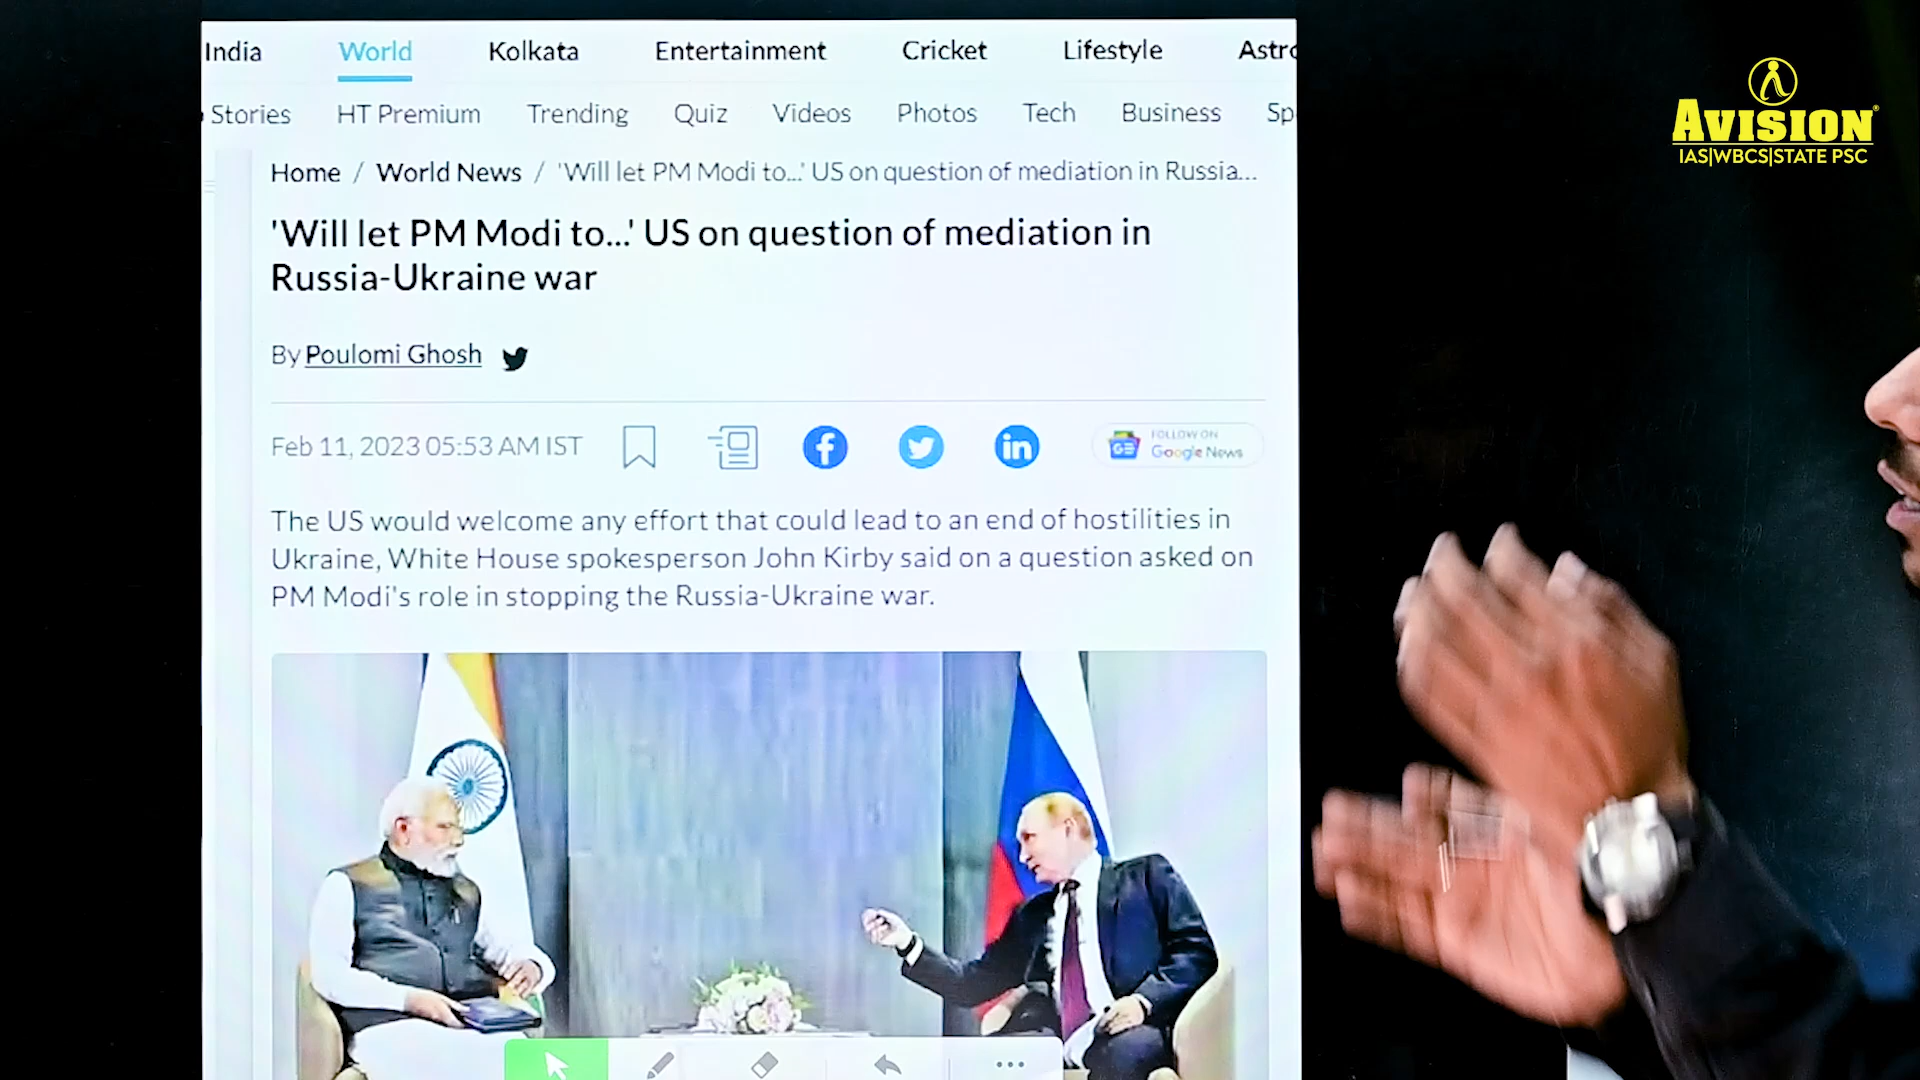 India World Kolkata Entertainment Cricket Lifestyle Astro
Stories HT Premium Trending Quiz Videos Photos Tech Business Sp
Home / World News / 'Will let PM Modi to...' US on question of mediation in Russia...
'Will let PM Modi to...' US on question of mediation in
Russia-Ukraine war
By Poulomi Ghosh
Feb 11, 2023 05:53 AM IST
FOLLOW ON
Google News
The US would welcome any effort that could lead to an end of hostilities in
Ukraine, White House spokesperson John Kirby said on a question asked on
PM Modi's role in stopping the Russia-Ukraine war.
AVISION
IAS|WBCS|STATE PSC